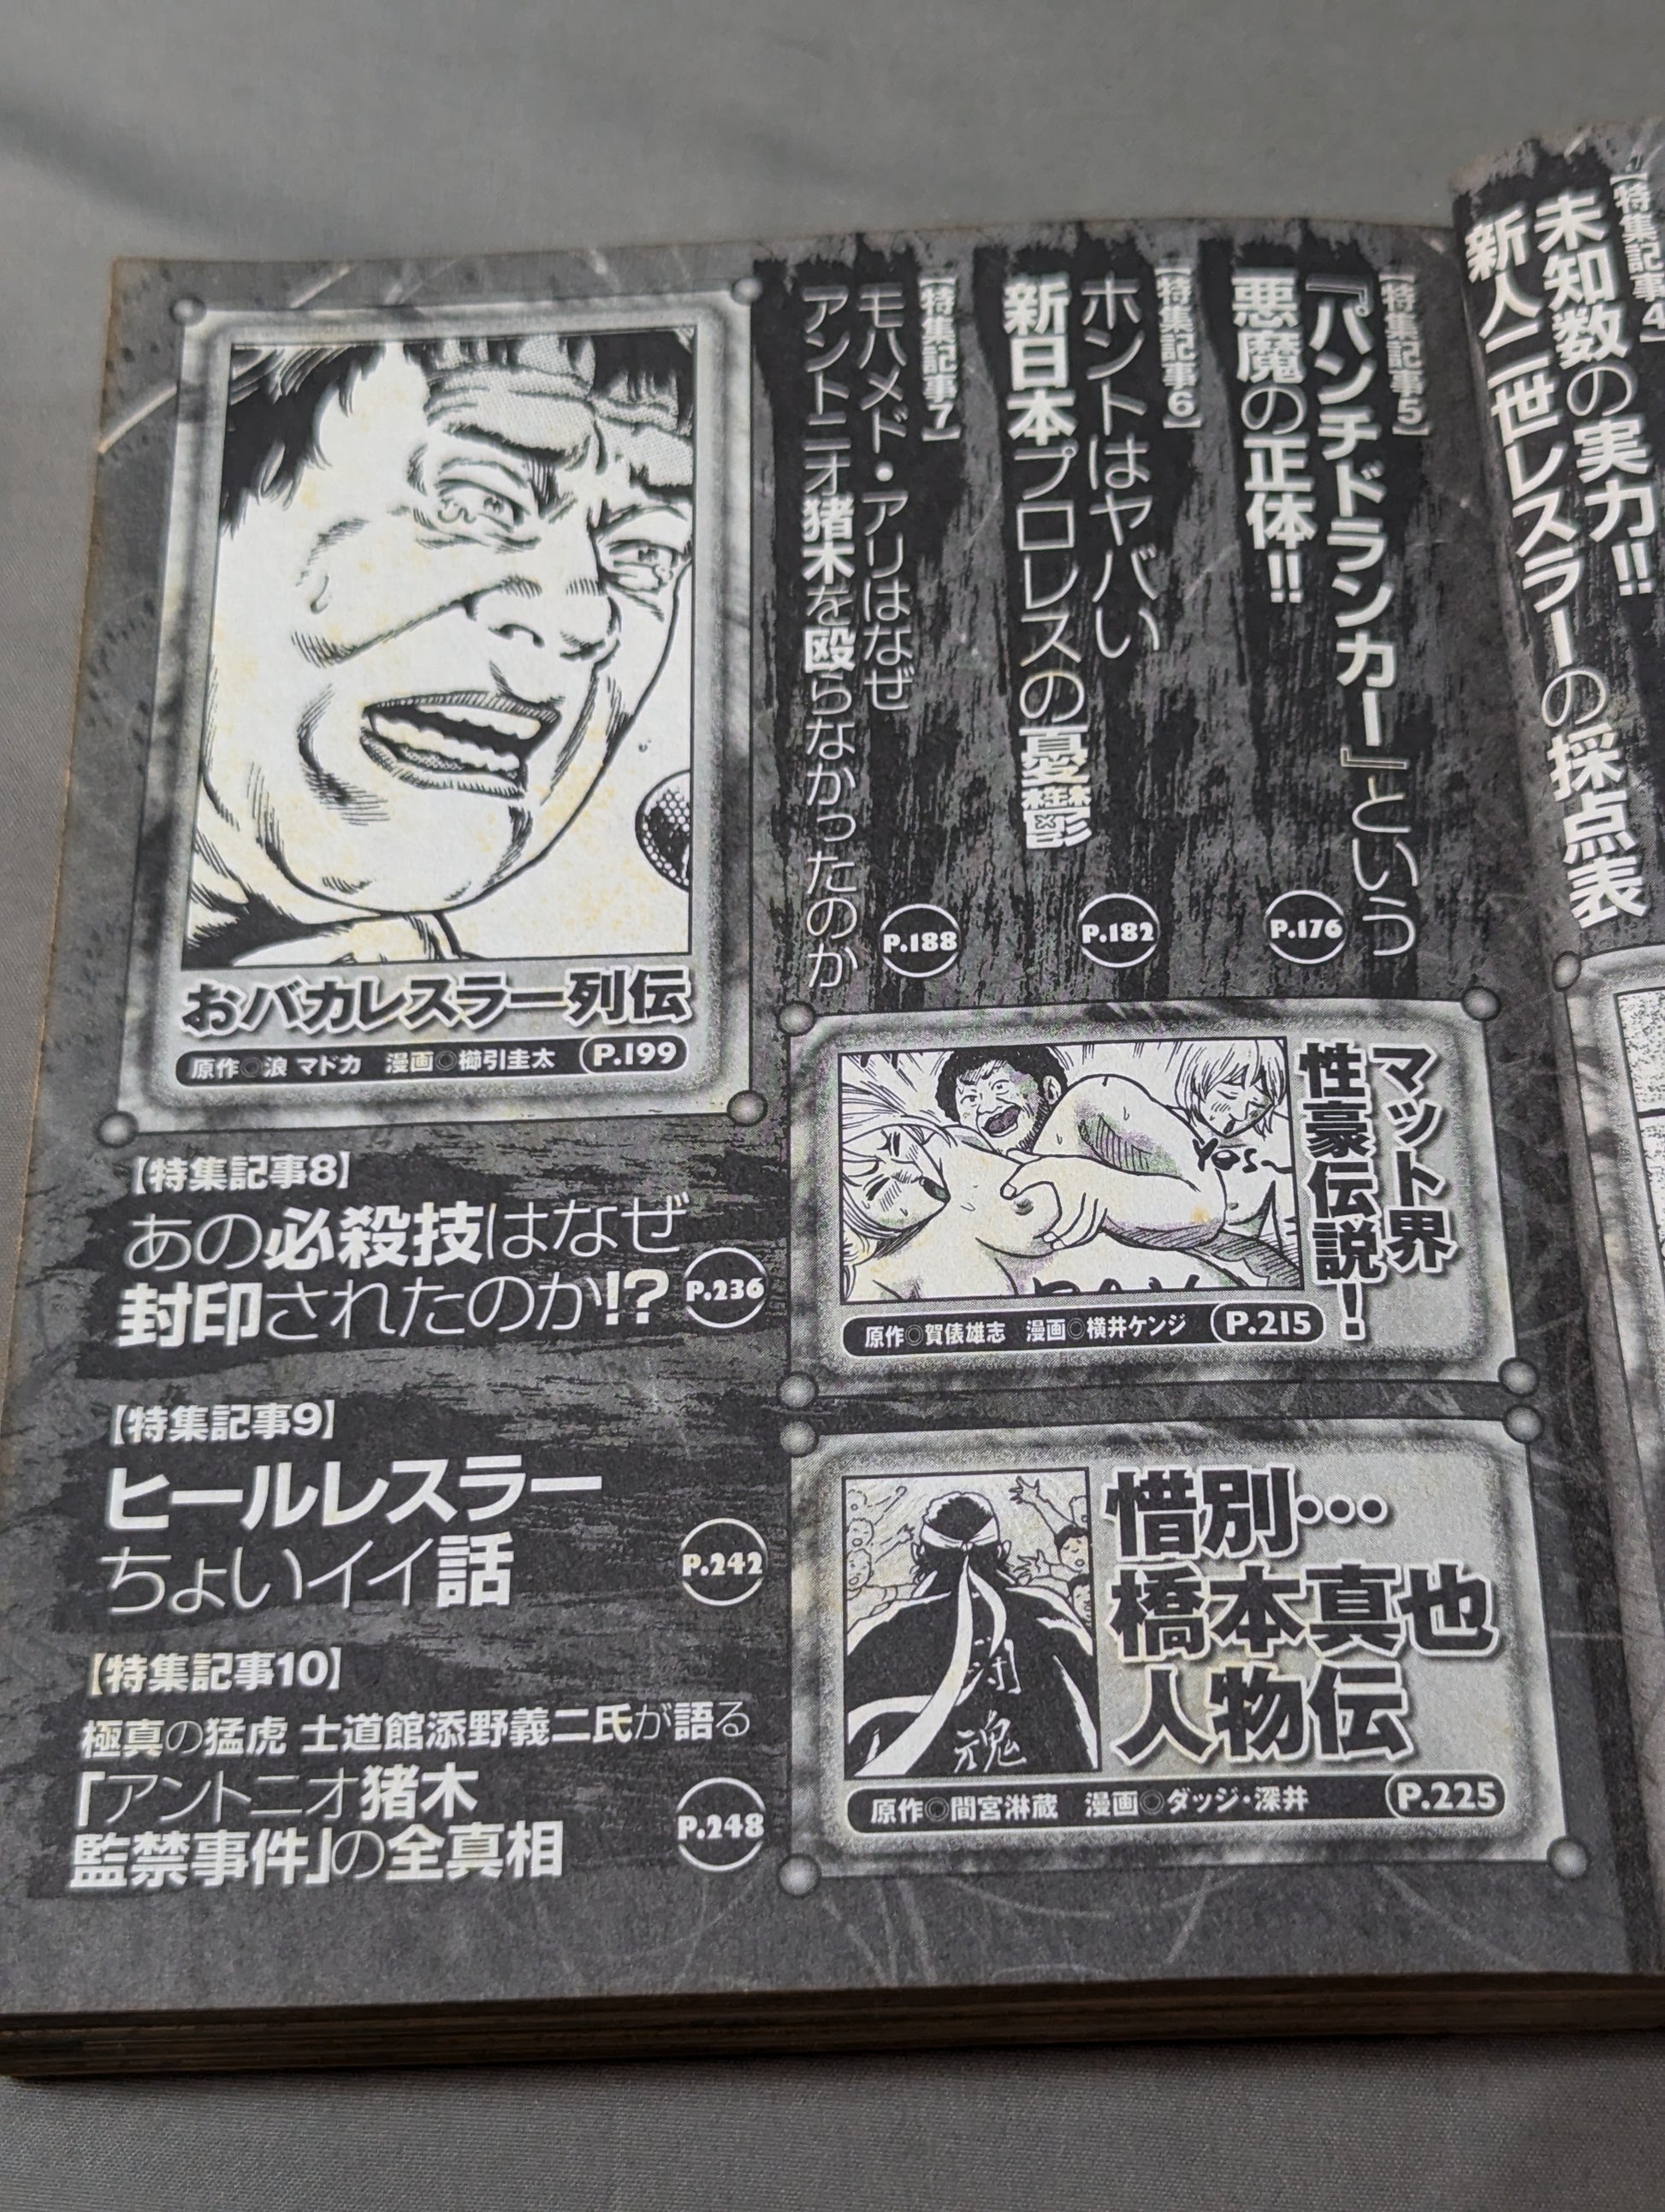 【特集記事4】
未知数の実力!!
新人二世レスラーの採点表
【特集記事5】
『パンチドランカー』という
悪魔の正体!!
P.176
【特集記事6】
ホントはヤバい
新日本プロレスの憂鬱
P.182
【特集記事7】
モハメド・アリはなぜ
アントニオ猪木を殴らなかったのか
P.188
おバカレスラー列伝
原作◎浪 マドカ 漫画◎櫛引圭太 P.199
マット界
性豪伝説!
Yes~
原作◎賀俵雄志 漫画◎横井ケンジ P.215
惜別…
橋本真也
人物伝
闘
魂
原作◎間宮淋蔵 漫画◎ダッジ・深井 P.225
【特集記事8】
あの必殺技はなぜ
封印されたのか!?
P.236
【特集記事9】
ヒールレスラー
ちょいイイ話
P.242
【特集記事10】
極真の猛虎 士道館添野義二氏が語る
「アントニオ猪木
監禁事件」の全真相
P.248